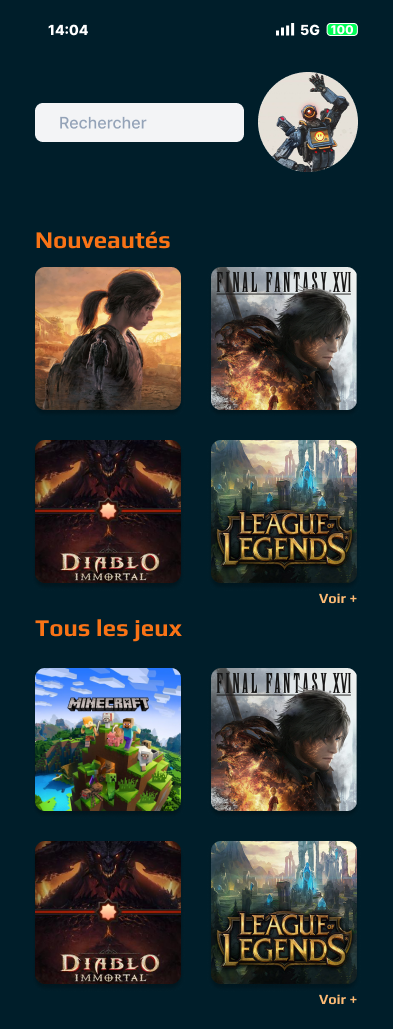 14:04
5G 100
Rechercher
Nouveautés
FINAL FANTASY XVI
DIABLO
IMMORTAL
LEAGUE OF
LEGENDS
Voir +
Tous les jeux
MINECRAFT
FINAL FANTASY XVI
DIABLO
IMMORTAL
LEAGUE OF
LEGENDS
Voir +